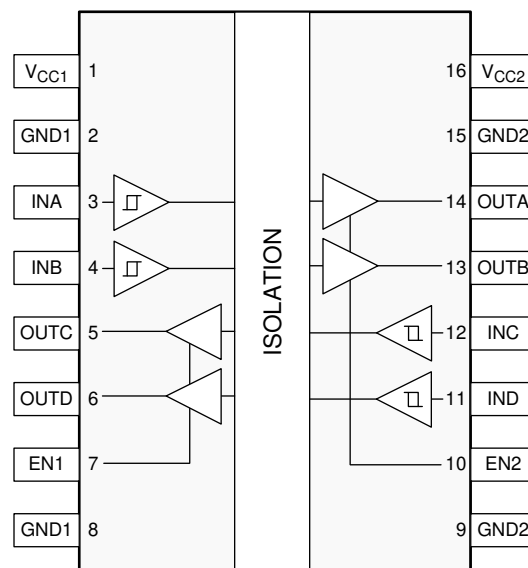 VCC1 1 16 VCC2
GND1 2 15 GND2
INA 3 14 OUTA
INB 4 13 OUTB
ISOLATION
OUTC 5 12 INC
OUTD 6 11 IND
EN1 7 10 EN2
GND1 8 9 GND2